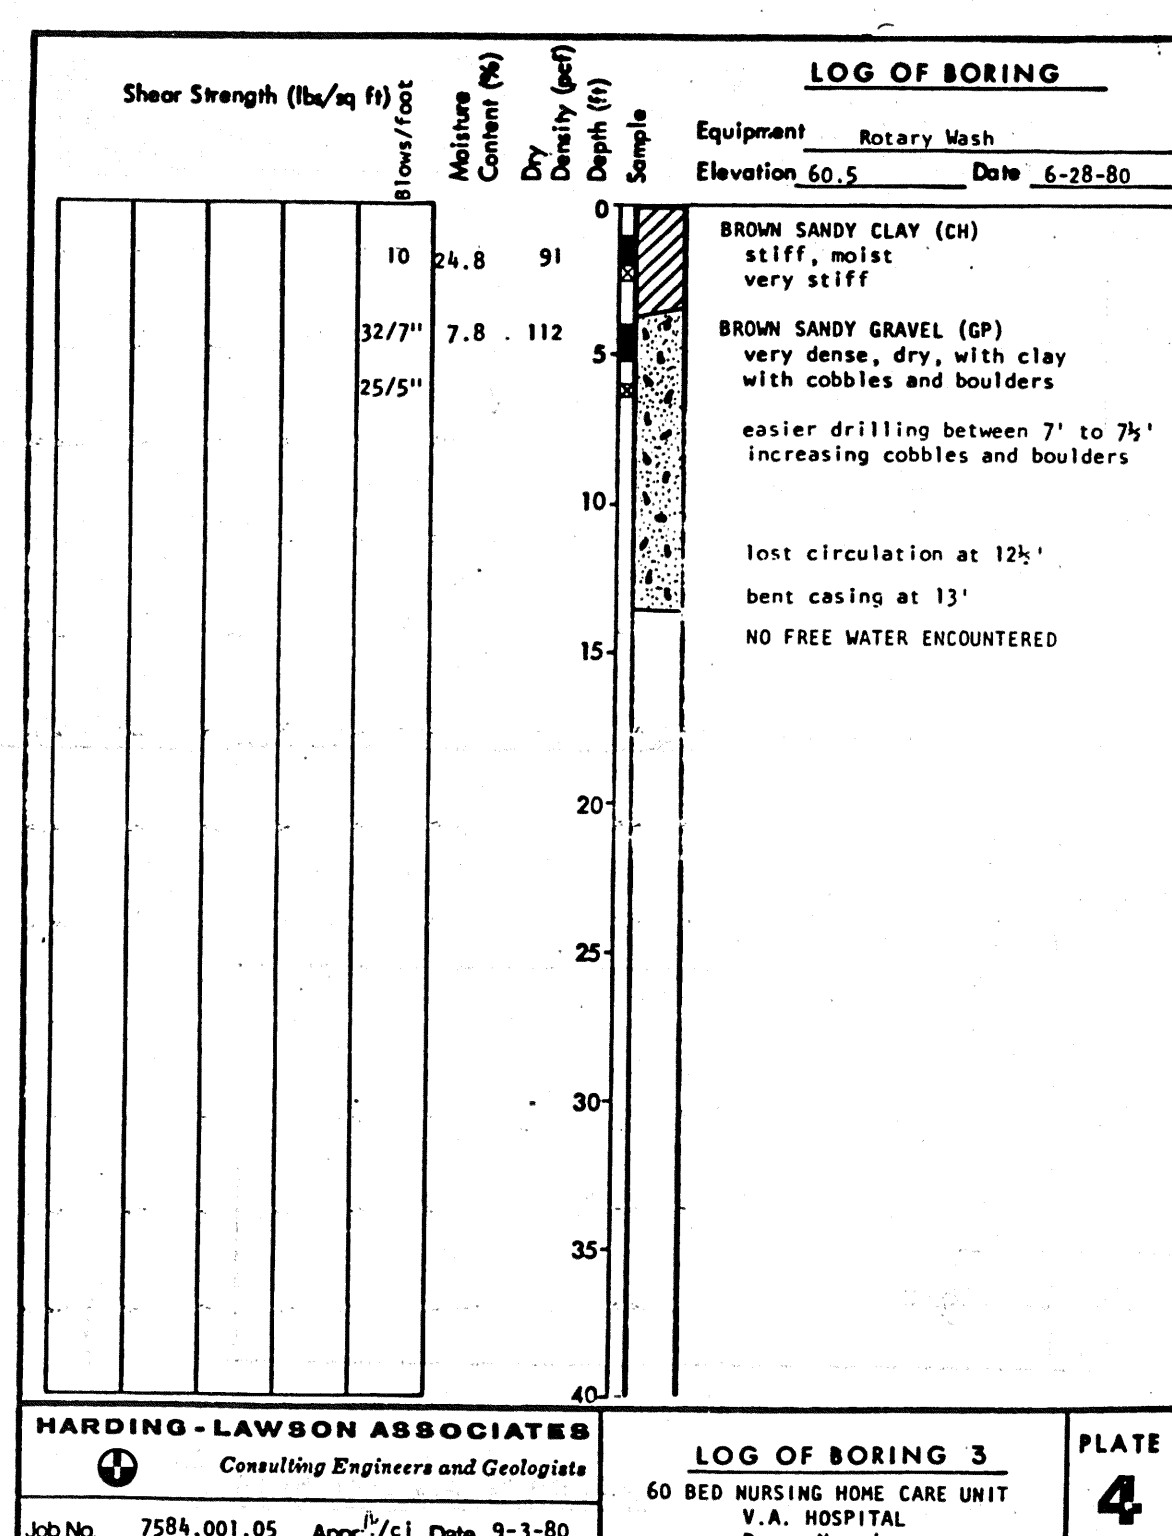 LOG OF BORING
Shear Strength (lbs/sq ft)
Blows/foot
Moisture
Content (%)
Dry
Density (pcf)
Depth (ft)
Sample
Equipment Rotary Wash
Elevation 60.5 Date 6-28-80
0
BROWN SANDY CLAY (CH)
10 24.8 91 stiff, moist
very stiff
32/7" 7.8 112 BROWN SANDY GRAVEL (GP)
5 very dense, dry, with clay
25/5" with cobbles and boulders
easier drilling between 7' to 7½'
increasing cobbles and boulders
10
lost circulation at 12½'
bent casing at 13'
NO FREE WATER ENCOUNTERED
15
20
25
30
35
40
HARDING-LAWSON ASSOCIATES
Consulting Engineers and Geologists
Job No. 7584.001.05 Appr: /cj Date 9-3-80
LOG OF BORING 3
60 BED NURSING HOME CARE UNIT
V.A. HOSPITAL
PLATE
4